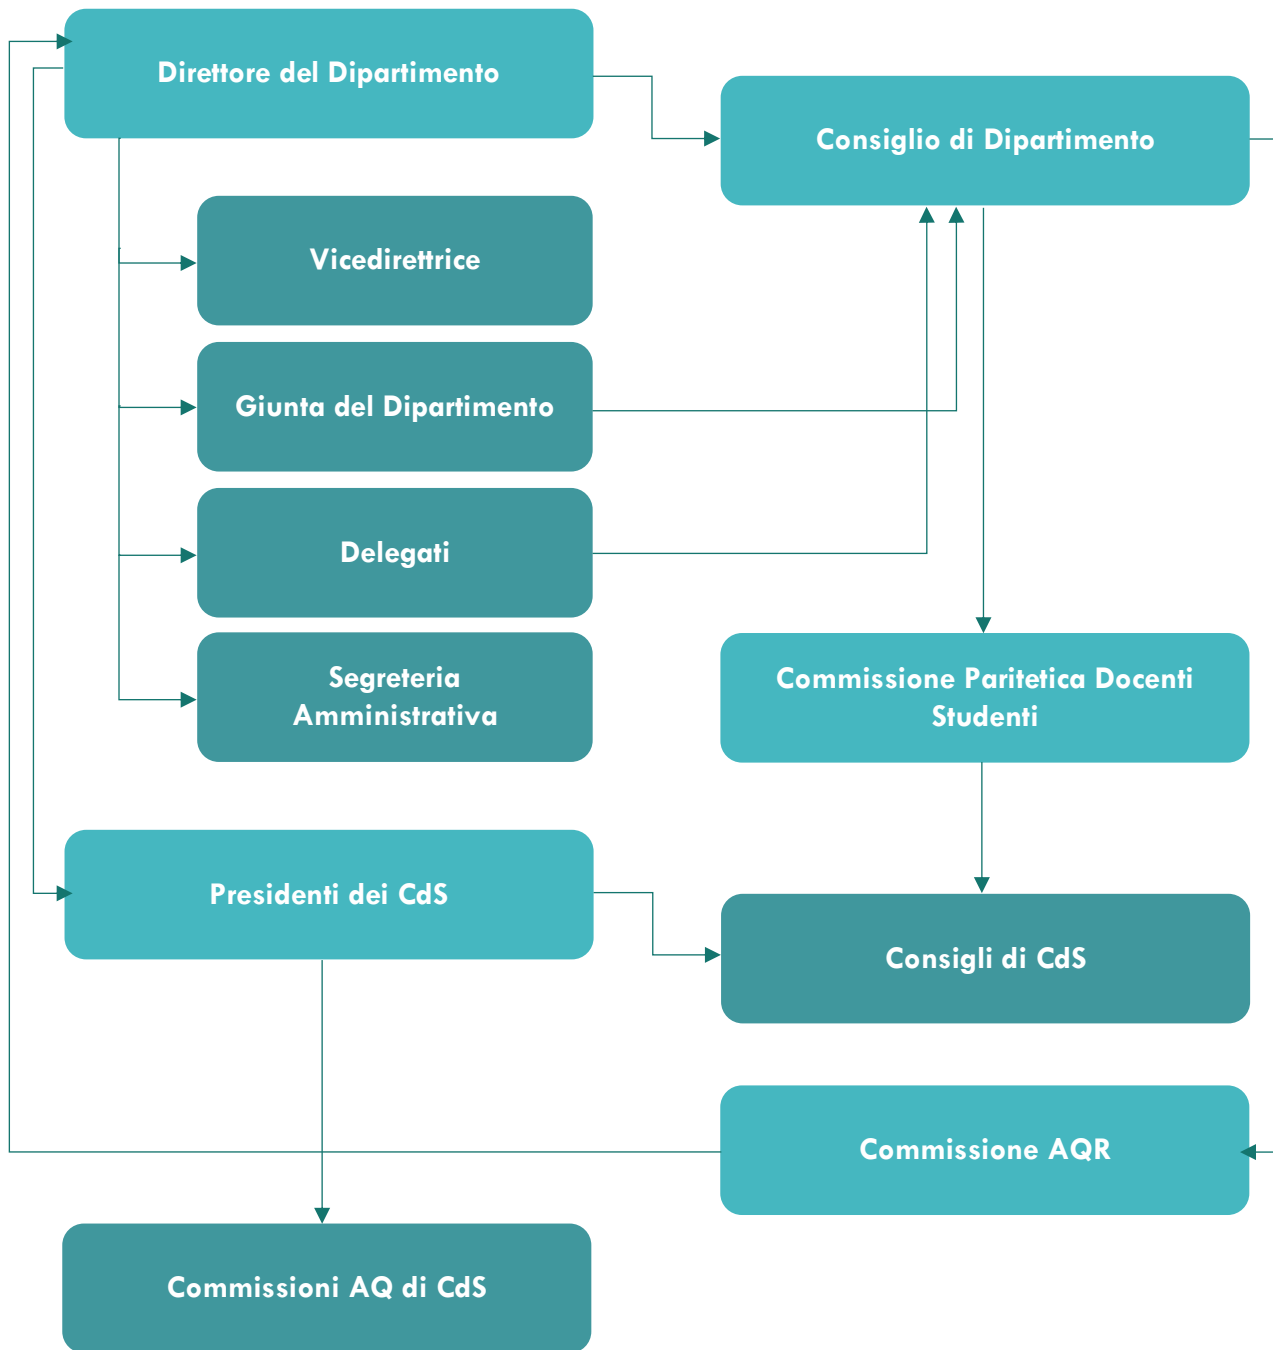 Direttore del Dipartimento
Consiglio di Dipartimento
Vicedirettrice
Giunta del Dipartimento
Delegati
Segreteria
Amministrativa
Commissione Paritetica Docenti
Studenti
Presidenti dei CdS
Consigli di CdS
Commissione AQR
Commissioni AQ di CdS